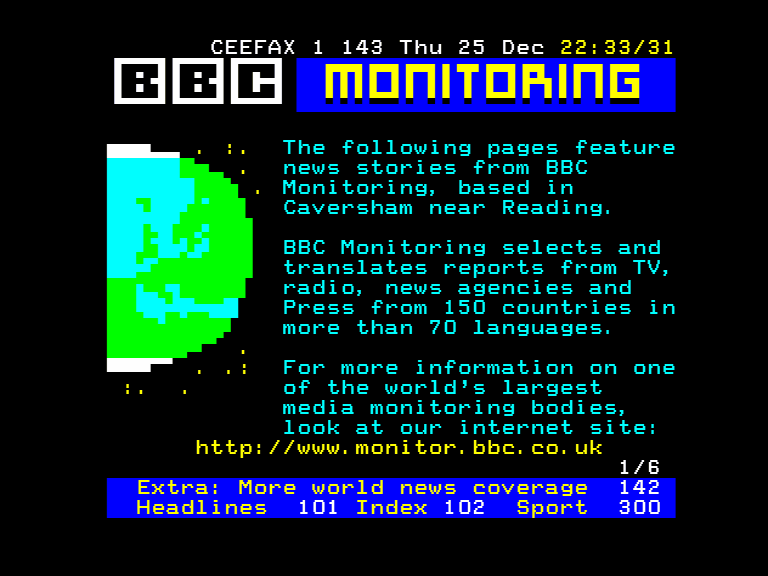 CEEFAX 1 143 Thu 25 Dec 22:33/31
BBC MONITORING
The following pages feature
news stories from BBC
Monitoring, based in
Caversham near Reading.
BBC Monitoring selects and
translates reports from TV,
radio, news agencies and
Press from 150 countries in
more than 70 languages.
For more information on one
of the world's largest
media monitoring bodies,
look at our internet site:
http://www.monitor.bbc.co.uk
1/6
Extra: More world news coverage 142
Headlines 101 Index 102 Sport 300